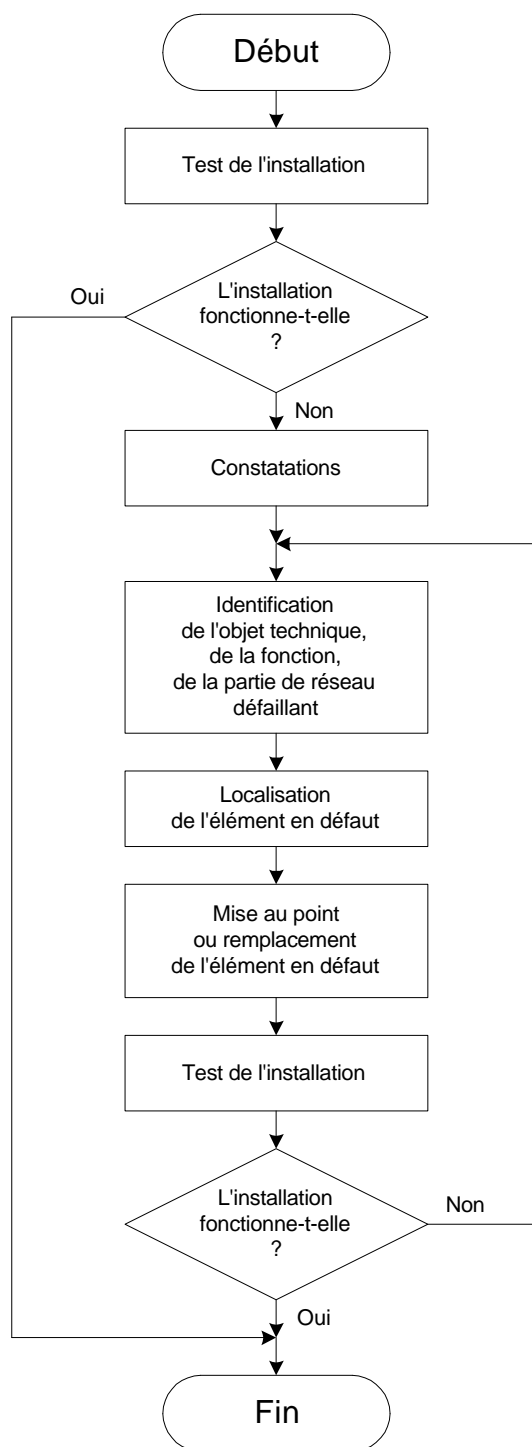 Début
Test de l'installation
L'installation
fonctionne-t-elle
?
Oui
Non
Constatations
Identification
de l'objet technique,
de la fonction,
de la partie de réseau
défaillant
Localisation
de l'élément en défaut
Mise au point
ou remplacement
de l'élément en défaut
Test de l'installation
L'installation
fonctionne-t-elle
?
Non
Oui
Fin